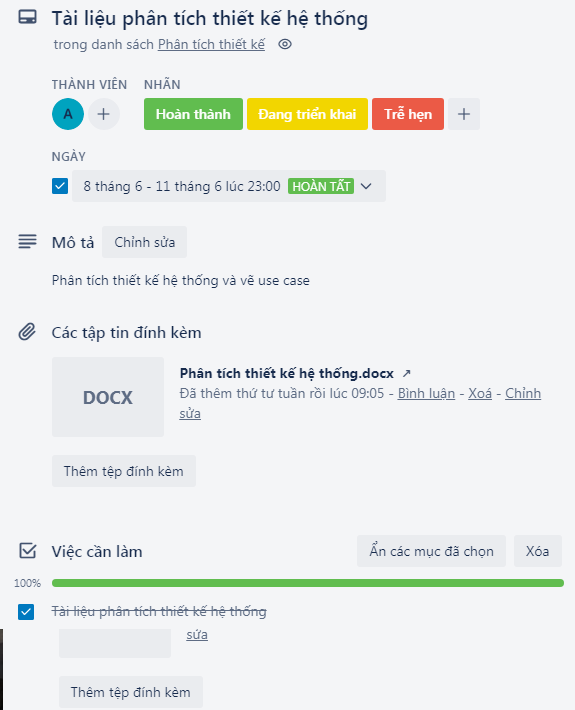 Tài liệu phân tích thiết kế hệ thống
trong danh sách Phân tích thiết kế
THÀNH VIÊN NHÃN
A + Hoàn thành Đang triển khai Trễ hẹn +
NGÀY
8 tháng 6 - 11 tháng 6 lúc 23:00 HOÀN TẤT
Mô tả Chỉnh sửa
Phân tích thiết kế hệ thống và vẽ use case
Các tập tin đính kèm
DOCX
Phân tích thiết kế hệ thống.docx ↗
Đã thêm thứ tư tuần rồi lúc 09:05 - Bình luận - Xoá - Chỉnh
sửa
Thêm tệp đính kèm
Việc cần làm Ẩn các mục đã chọn Xóa
100%
Tài liệu phân tích thiết kế hệ thống
sửa
Thêm tệp đính kèm